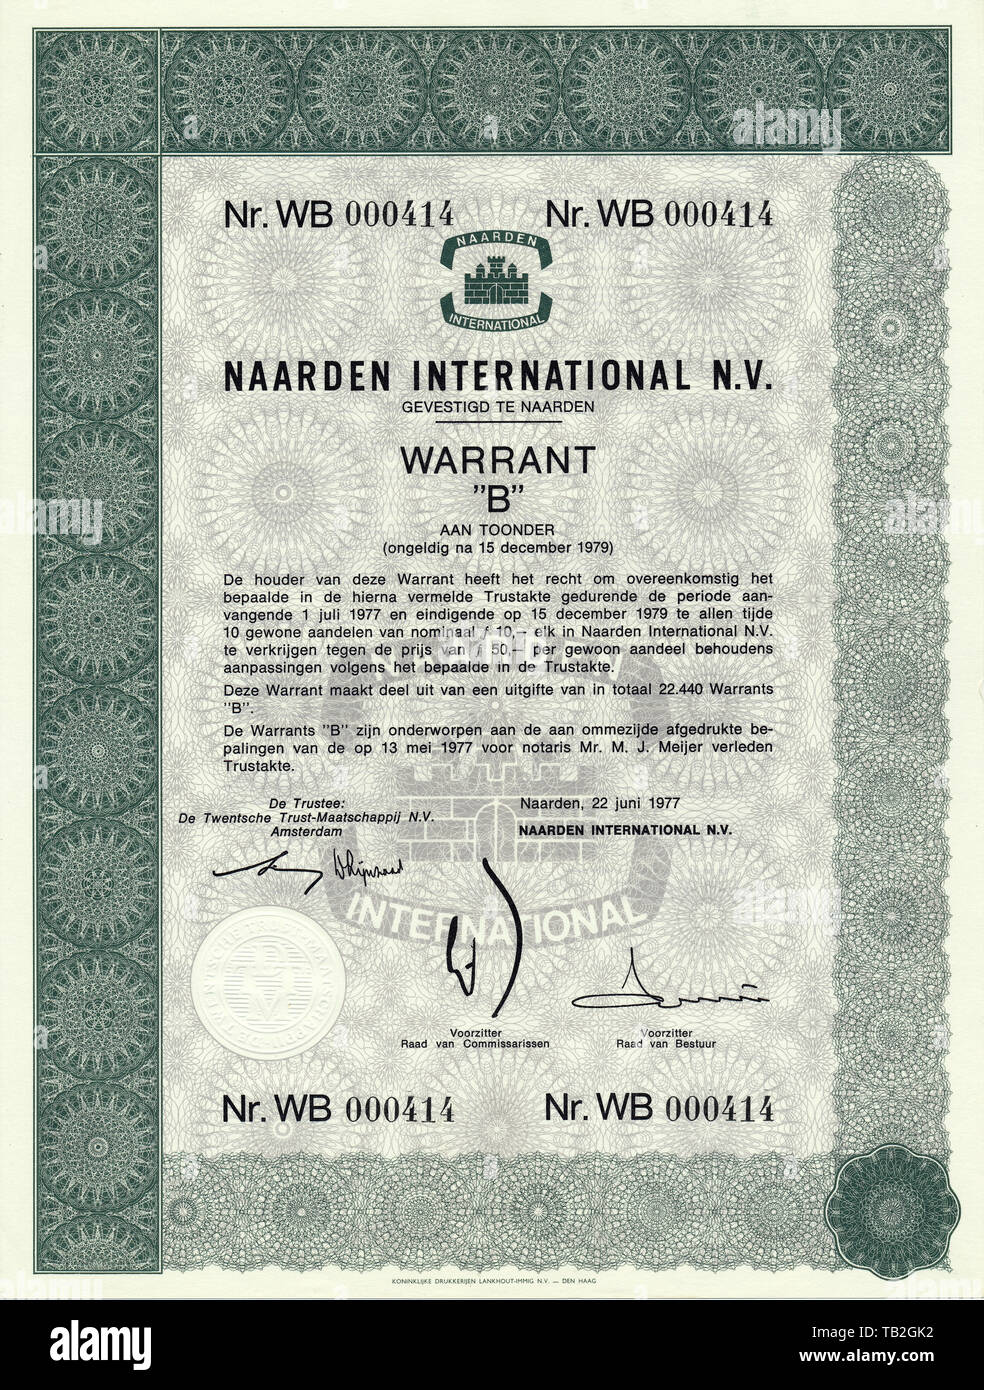 Nr. WB 000414 Nr. WB 000414
NAARDEN
INTERNATIONAL
NAARDEN INTERNATIONAL N.V.
GEVESTIGD TE NAARDEN
WARRANT
"B"
AAN TOONDER
(ongeldig na 15 december 1979)
De houder van deze Warrant heeft het recht om overeenkomstig het
bepaalde in de hierna vermelde Trustakte gedurende de periode aan-
vangende 1 juli 1977 en eindigende op 15 december 1979 te allen tijde
10 gewone aandelen van nominaal ƒ 10,– elk in Naarden International N.V.
te verkrijgen tegen de prijs van ƒ 50,– per gewoon aandeel behoudens
aanpassingen volgens het bepaalde in de Trustakte.
Deze Warrant maakt deel uit van een uitgifte van in totaal 22.440 Warrants
"B".
De Warrants "B" zijn onderworpen aan de aan ommezijde afgedrukte be-
palingen van de op 13 mei 1977 voor notaris Mr. M. J. Meijer verleden
Trustakte.
De Trustee:
De Twentsche Trust-Maatschappij N.V.
Amsterdam
Naarden, 22 juni 1977
NAARDEN INTERNATIONAL N.V.
INTERNATIONAL
Voorzitter
Raad van Commissarissen
Voorzitter
Raad van Bestuur
Nr. WB 000414 Nr. WB 000414
KONINKLIJKE DRUKKERIJEN LANKHOUT-IMMIG N.V. — DEN HAAG
alamy
Image ID: TB2GK2
www.alamy.com